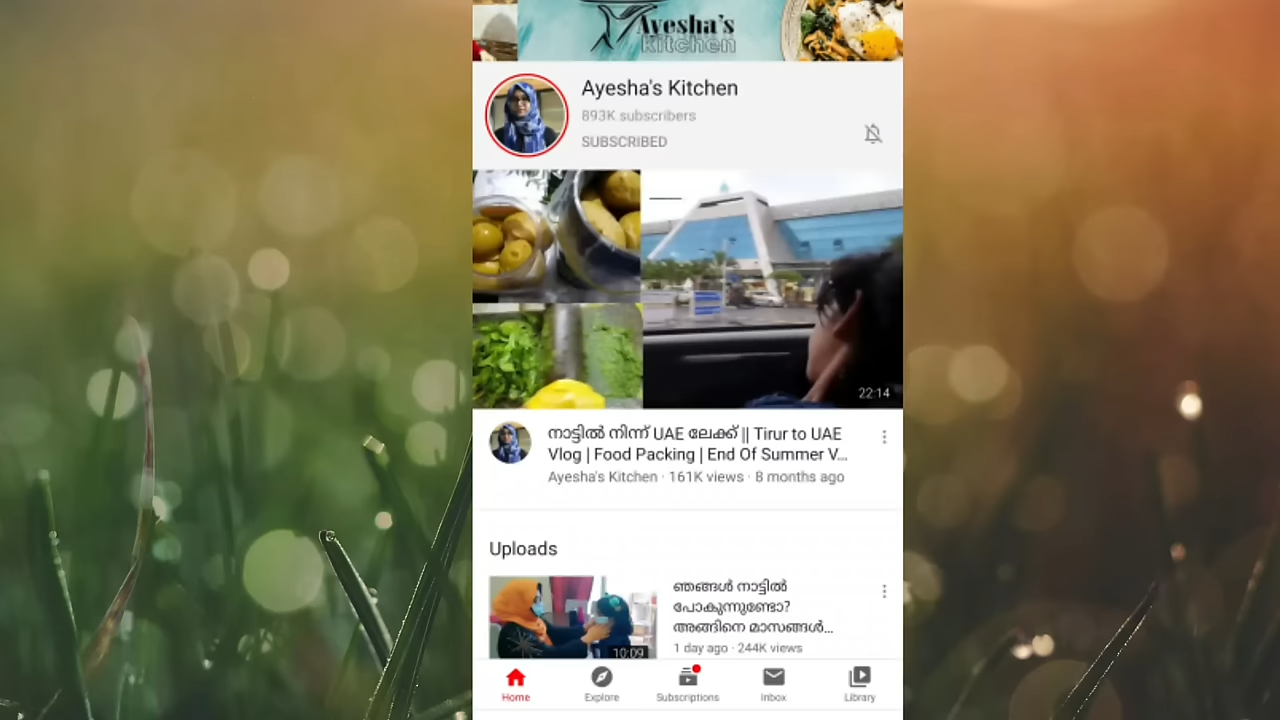 Ayesha's
kitchen
Ayesha's Kitchen
893K subscribers
SUBSCRIBED
22:14
നാട്ടിൽ നിന്ന് UAE ലേക്ക് || Tirur to UAE
Vlog | Food Packing | End Of Summer V...
Ayesha's Kitchen · 161K views · 8 months ago
Uploads
ഞങ്ങൾ നാട്ടിൽ
പോകുന്നുണ്ടോ?
അങ്ങിനെ മാസങ്ങൾ...
1 day ago · 244K views
10:09
Home
Explore
Subscriptions
Inbox
Library